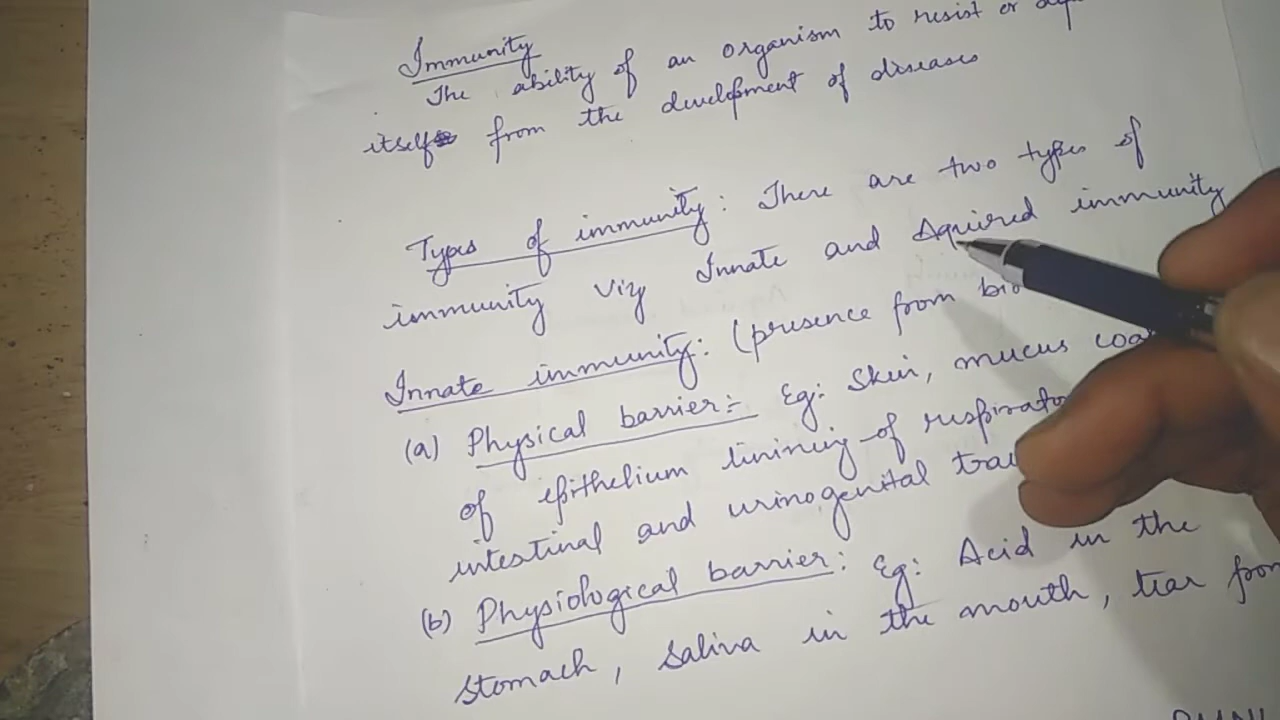 Immunity
The ability of an organism to resist or
itself from the development of diseases
Types of immunity: There are two types of
immunity viz Innate and Aquired immunity
Innate immunity: (presence from
(a) Physical barrier:- Eg: Skin, mucus
of epithelium linining of
intestinal and urinogenital
(b) Physiological barrier: Eg: Acid in the
stomach, Saliva in the mouth, tear from